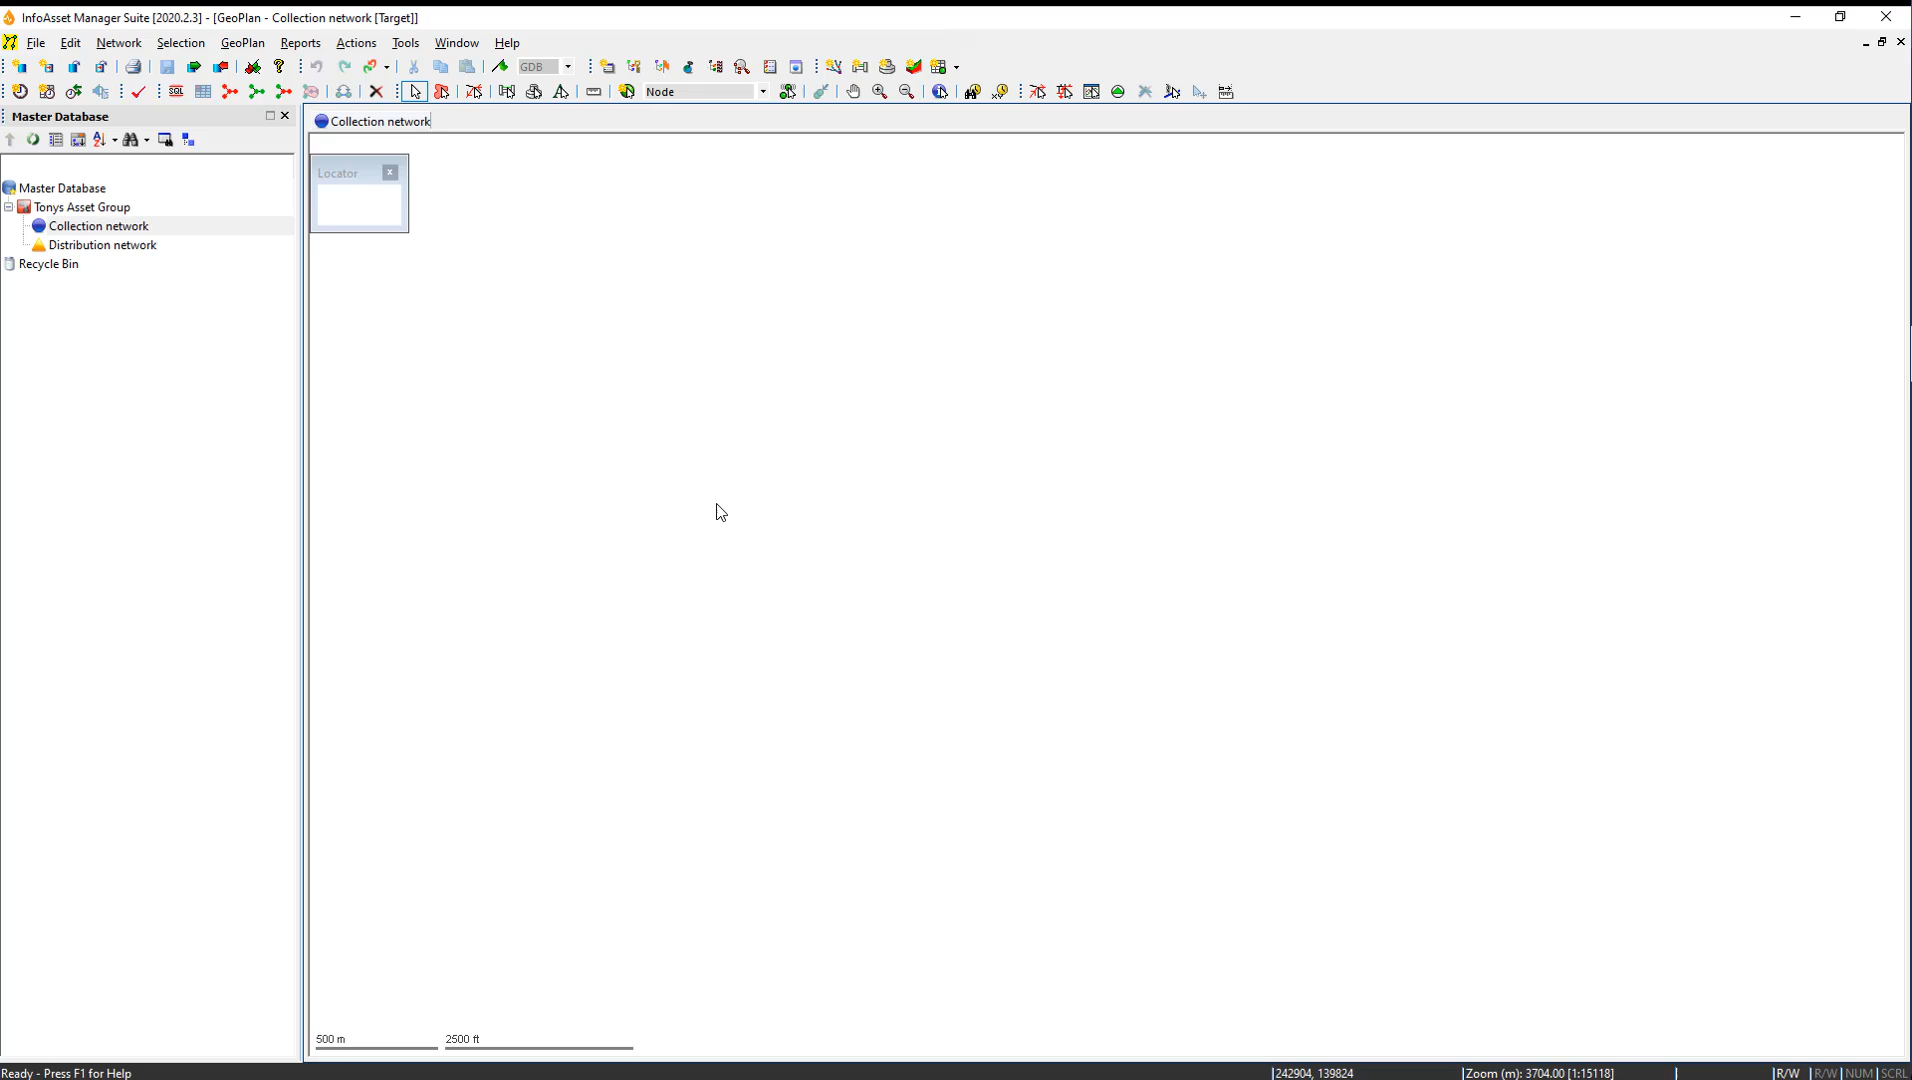 InfoAsset Manager Suite [2020.2.3] - [GeoPlan - Collection network [Target]]
File Edit Network Selection GeoPlan Reports Actions Tools Window Help
GDB
SQL
Node
Master Database
Collection network
Locator
Master Database
Tonys Asset Group
Collection network
Distribution network
Recycle Bin
500 m 2500 ft
Ready - Press F1 for Help 242904, 139824 Zoom (m): 3704.00 [1:15118] R/W R/W NUM SCRL